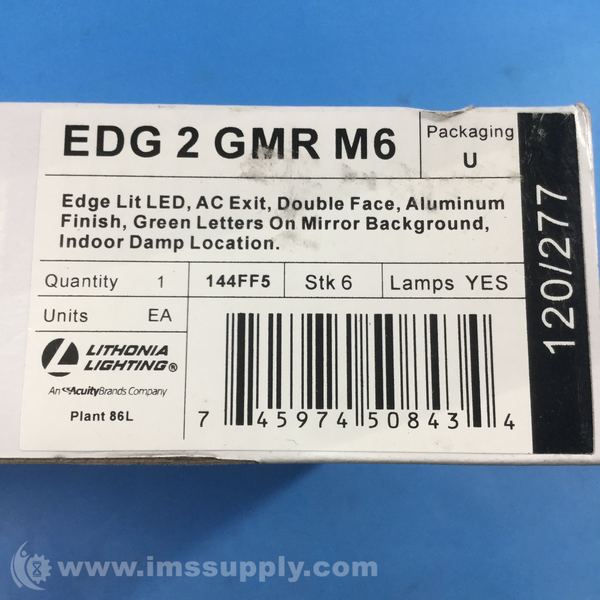 EDG 2 GMR M6
Packaging
U
Edge Lit LED, AC Exit, Double Face, Aluminum
Finish, Green Letters On Mirror Background,
Indoor Damp Location.
Quantity 1 144FF5 Stk 6 Lamps YES
Units EA
LITHONIA
LIGHTING®
An AcuityBrands Company
Plant 86L
7 45974 50843 4
120/277
© www.imssupply.com